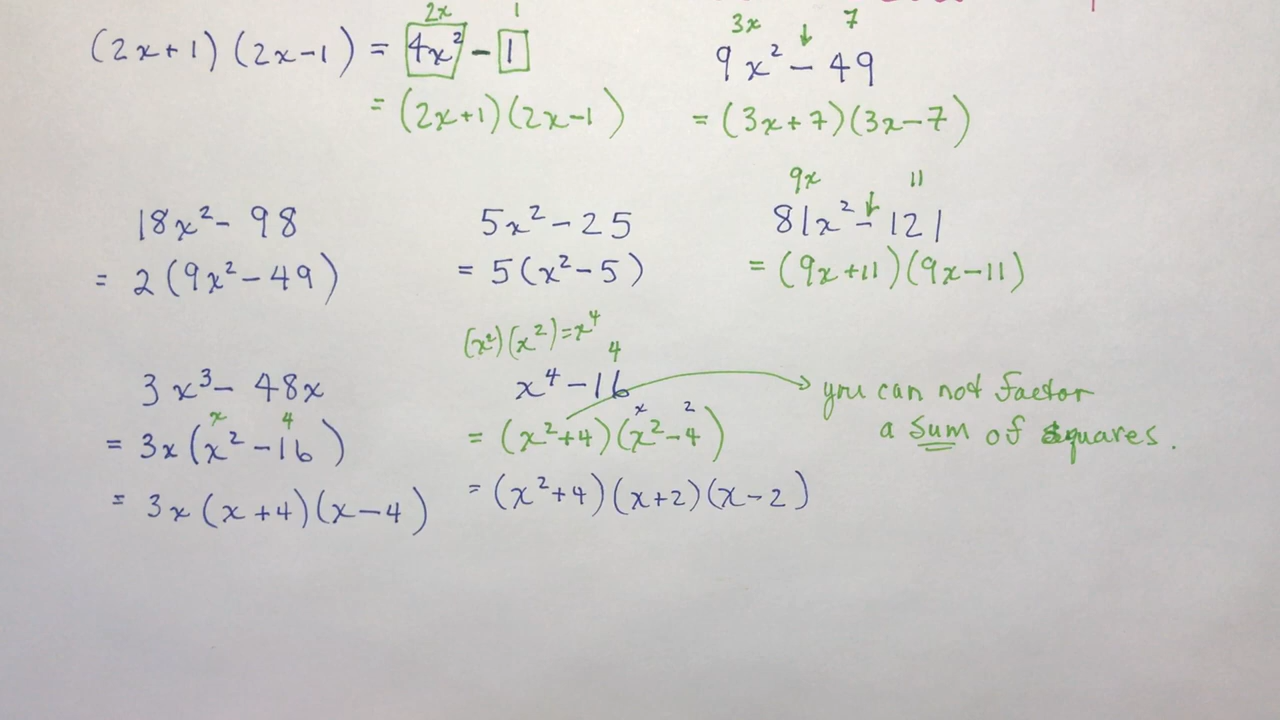 2x 1
(2x+1)(2x-1) = 4x² - 1
= (2x+1)(2x-1)
3x ↓ 7
9x² - 49
= (3x+7)(3x-7)
18x² - 98
= 2(9x² - 49)
5x² - 25
= 5(x² - 5)
9x ↓ 11
81x² - 121
= (9x+11)(9x-11)
3x³ - 48x
x 4
= 3x(x² - 16)
= 3x(x+4)(x-4)
(x²)(x²)=x⁴
4
x⁴ - 16
x 2
= (x²+4)(x²-4)
= (x²+4)(x+2)(x-2)
→ you can not factor
a sum of squares.